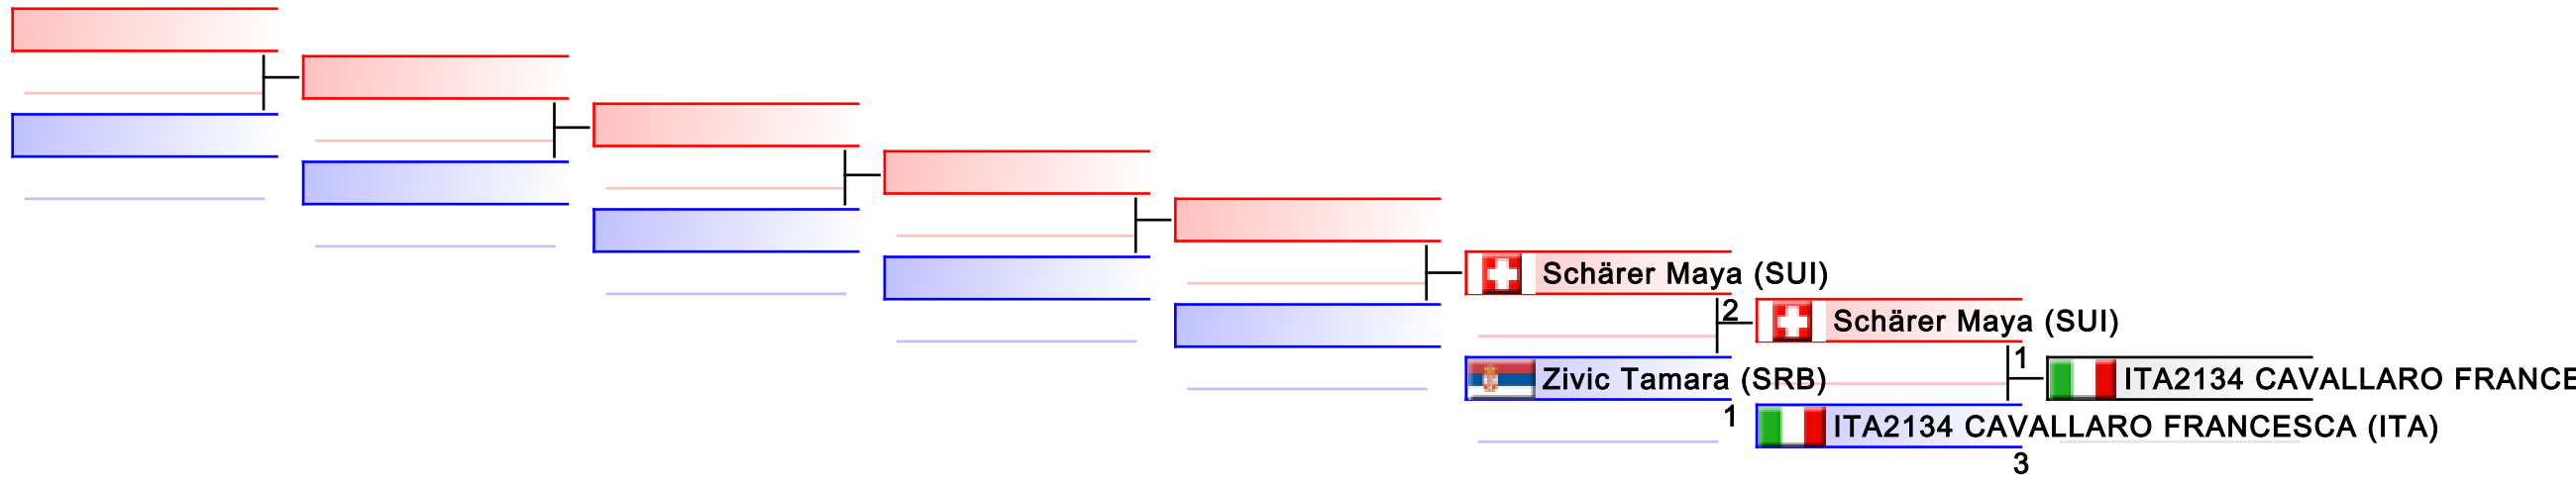 Schärer Maya (SUI)
2
Schärer Maya (SUI)
Zivic Tamara (SRB)
1
1
ITA2134 CAVALLARO FRANCE
ITA2134 CAVALLARO FRANCESCA (ITA)
3